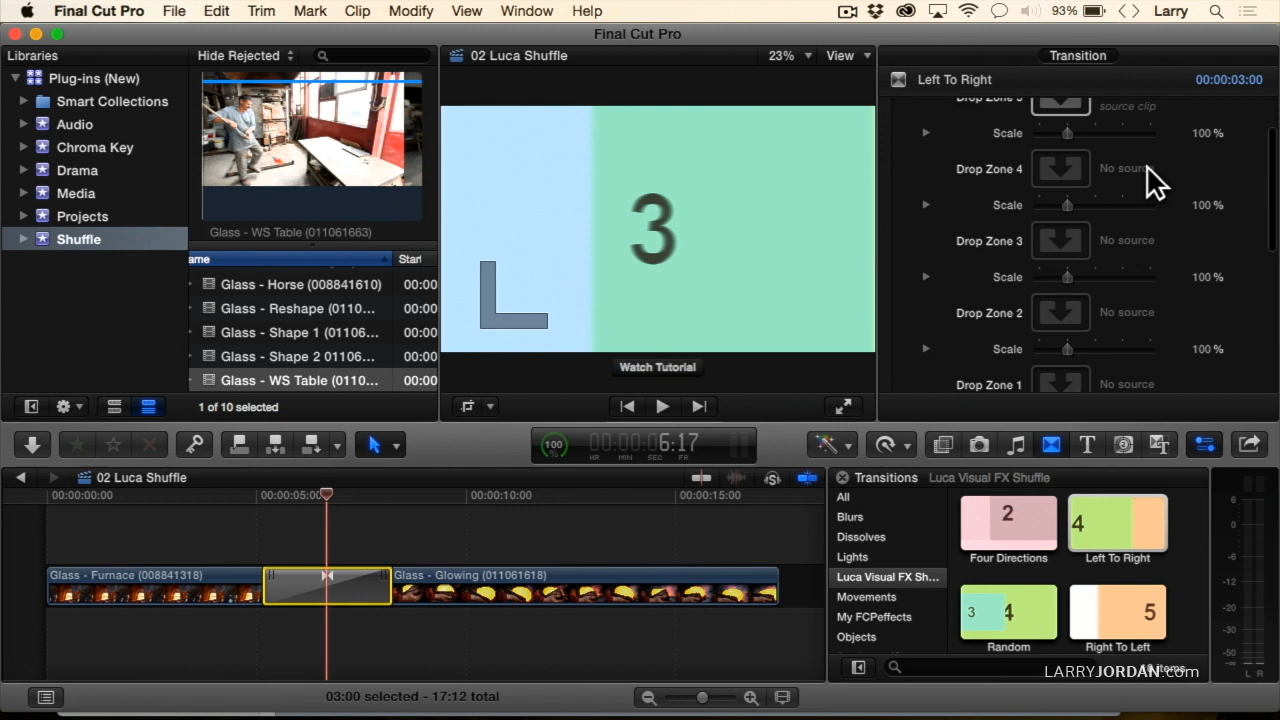 Final Cut Pro File Edit Trim Mark Clip Modify View Window Help 93% Larry
Final Cut Pro
Libraries Hide Rejected 02 Luca Shuffle 23% View Transition
Plug-ins (New)
Smart Collections
Audio
Chroma Key
Drama
Media
Projects
Shuffle
Glass - WS Table (011061663)
ame Start
Glass - Horse (008841610) 00:00
Glass - Reshape (0110... 00:00
Glass - Shape 1 (01106... 00:00
Glass - Shape 2 01106... 00:00
Glass - WS Table (0110... 00:00
1 of 10 selected
3
Watch Tutorial
Left To Right 00:00:03:00
source clip
Scale 100 %
Drop Zone 4 No source
Scale 100 %
Drop Zone 3 No source
Scale 100 %
Drop Zone 2 No source
Scale 100 %
Drop Zone 1 No source
100 00:00:06:17
HR MIN SEC FR
02 Luca Shuffle
00:00:00:00 00:00:05:00 00:00:10:00 00:00:15:00
Glass - Furnace (008841318) Glass - Glowing (011061618)
Transitions Luca Visual FX Shuffle
All
Blurs
Dissolves
Lights
Luca Visual FX Sh...
Movements
My FCPeffects
Objects
2
Four Directions
4
Left To Right
3 4
Random
5
Right To Left
6
0
-6
-12
-20
-30
-50
L R
LARRYJORDAN.com
03:00 selected - 17:12 total